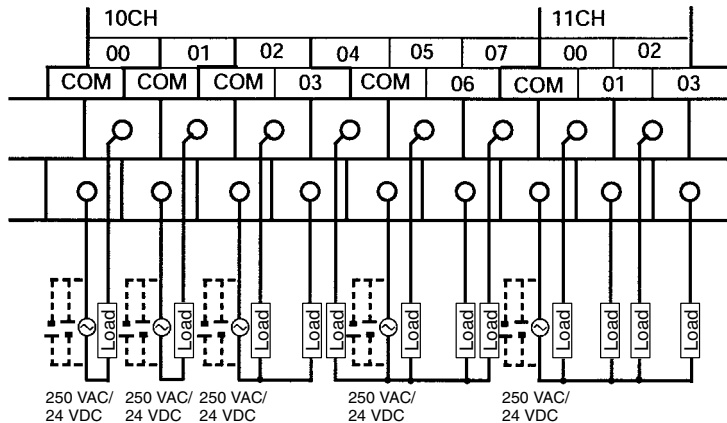 10CH 11CH
00 01 02 04 05 07 00 02
COM COM COM 03 COM 06 COM 01 03
Load Load Load Load Load Load Load Load Load Load Load Load
250 VAC/ 250 VAC/ 250 VAC/ 250 VAC/ 250 VAC/
24 VDC 24 VDC 24 VDC 24 VDC 24 VDC